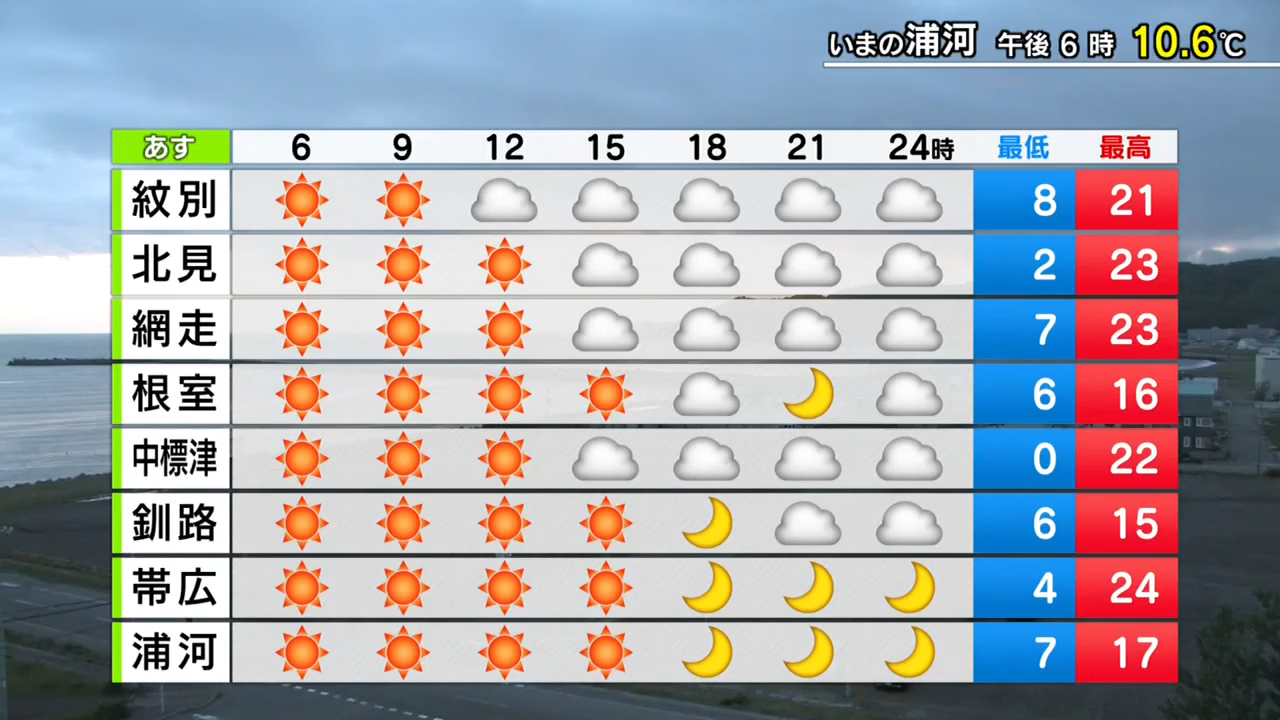 いまの浦河 午後6時 10.6℃
あす 6 9 12 15 18 21 24時 最低 最高
紋別 8 21
北見 2 23
網走 7 23
根室 6 16
中標津 0 22
釧路 6 15
帯広 4 24
浦河 7 17